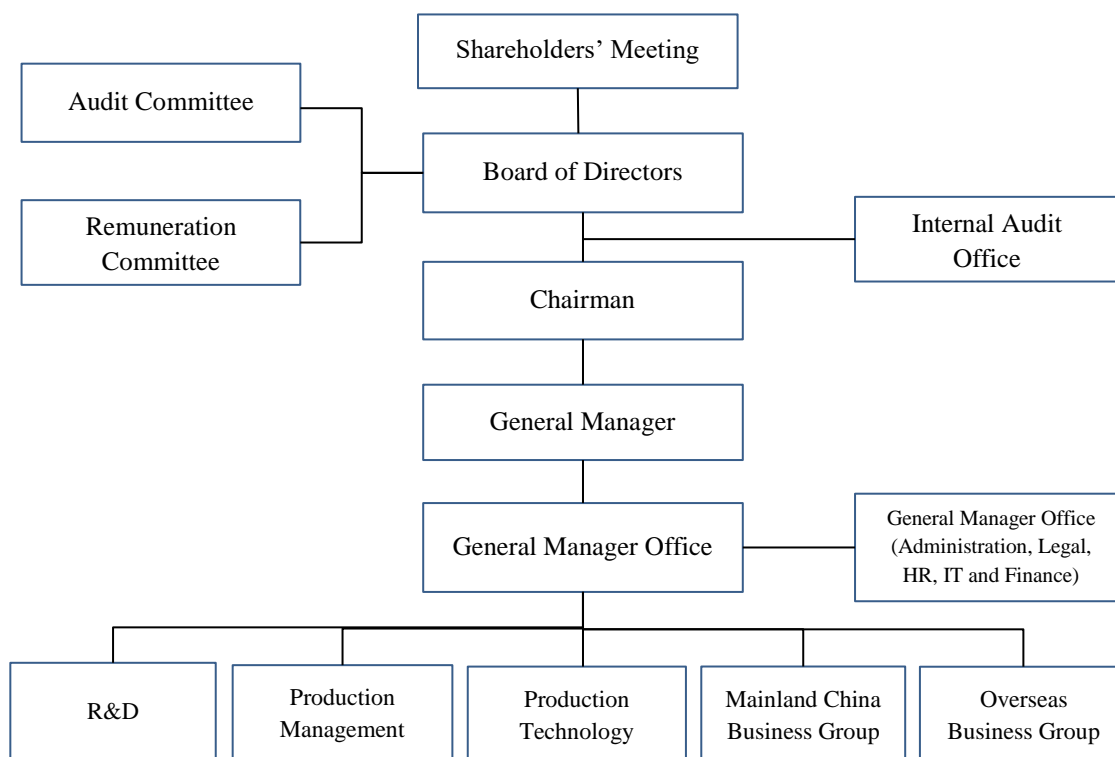 Shareholders’ Meeting
Audit Committee
Board of Directors
Remuneration
Committee
Internal Audit
Office
Chairman
General Manager
General Manager Office
General Manager Office
(Administration, Legal,
HR, IT and Finance)
R&D
Production
Management
Production
Technology
Mainland China
Business Group
Overseas
Business Group